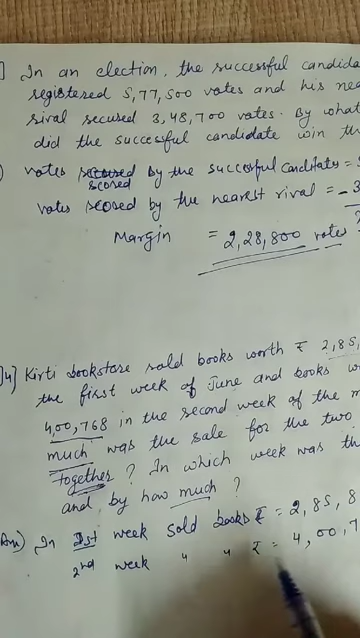 In an election, the successful candida
registered 5,77,500 votes and his nea
rival secured 3,48,700 votes. By what
did the successful candidate win th
votes scored by the successful candidate =
votes scored by the nearest rival = - 3
Margin = 2,28,800 votes
4] Kirti bookstore sold books worth ₹ 2,85,
the first week of June and books w
4,00,768 in the second week of the m
much was the sale for the two
together? In which week was th
and by how much?
Ans) In 1st week sold books ₹ = 2,85,8
2nd week " " ₹ = 4,00,7